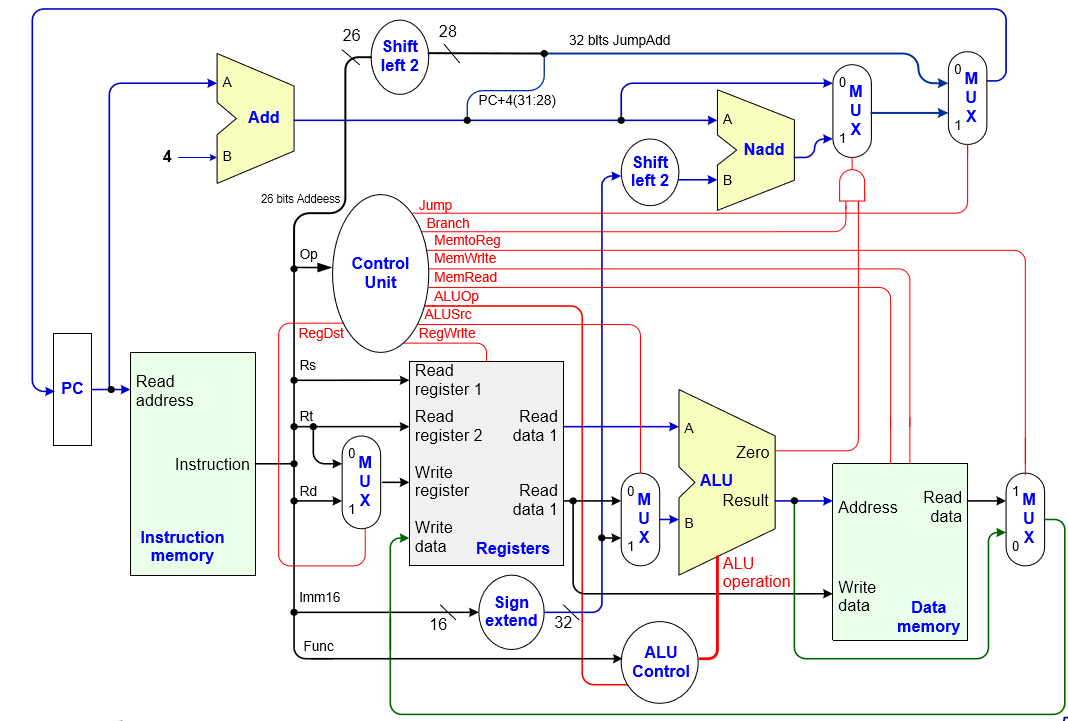 26
28
Shift
left 2
32 bIts JumpAdd
0
M
U
X
1
PC+4(31:28)
0
M
U
X
1
A
Add
B
4
A
Nadd
B
Shift
left 2
26 bits Addeess
Jump
Branch
MemtoReg
MemWrIte
MemRead
ALUOp
ALUSrc
RegWrIte
RegDst
Op
Control
Unit
PC
Read
address
Instruction
Instruction
memory
Rs
Rt
Rd
0
M
U
X
1
Read
register 1
Read
register 2
Write
register
Write
data
Read
data 1
Read
data 1
Registers
0
M
U
X
1
A
Zero
ALU
Result
B
ALU
operation
Address
Read
data
Write
data
Data
memory
1
M
U
X
0
Imm16
16
Sign
extend
32
Func
ALU
Control